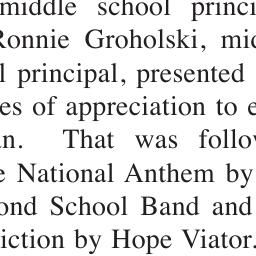 middle school princi
Ronnie Groholski, mid
l principal, presented
es of appreciation to e
n. That was follow
e National Anthem by
ond School Band and
iction by Hope Viator.